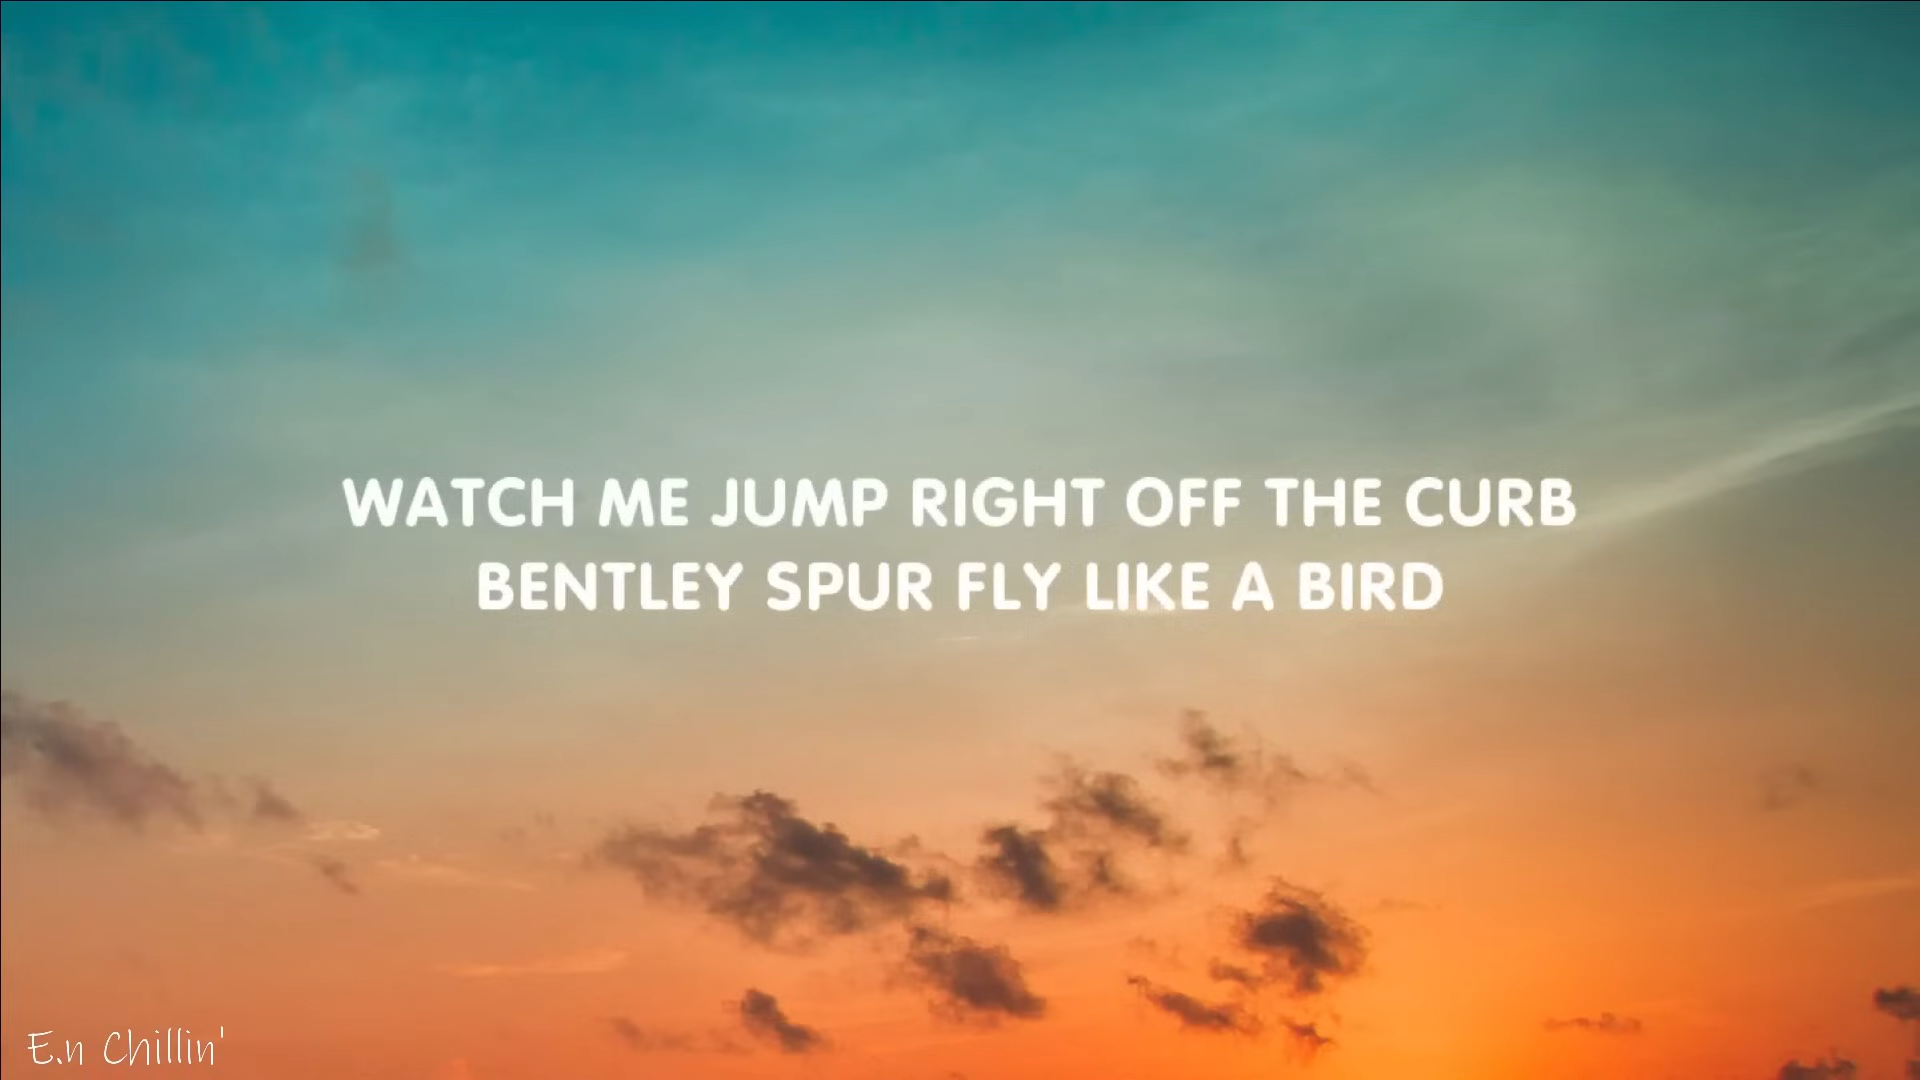 WATCH ME JUMP RIGHT OFF THE CURB
BENTLEY SPUR FLY LIKE A BIRD
E.n Chillin'